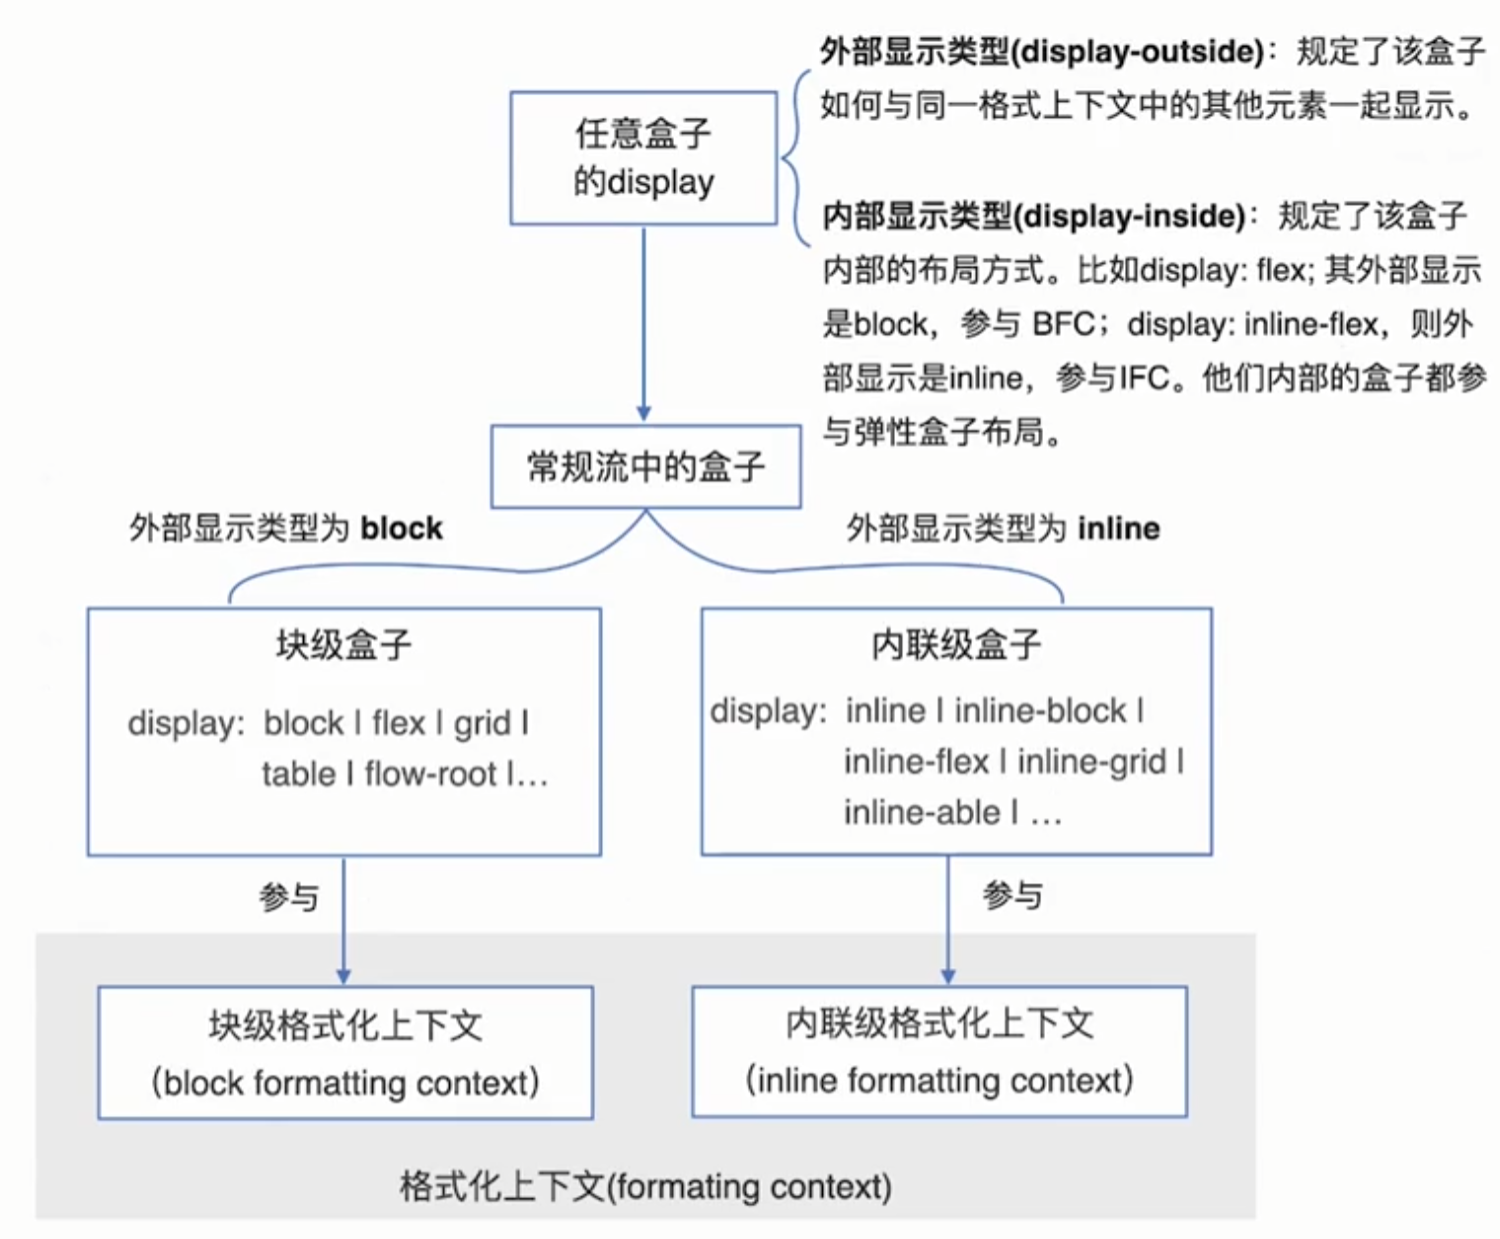 外部显示类型(display-outside)：规定了该盒子
如何与同一格式上下文中的其他元素一起显示。
任意盒子
的display
内部显示类型(display-inside)：规定了该盒子
内部的布局方式。比如display: flex; 其外部显示
是block，参与 BFC；display: inline-flex，则外
部显示是inline，参与IFC。他们内部的盒子都参
与弹性盒子布局。
常规流中的盒子
外部显示类型为 block
外部显示类型为 inline
块级盒子
display: block | flex | grid |
table | flow-root |...
内联级盒子
display: inline | inline-block |
inline-flex | inline-grid |
inline-able | ...
参与
参与
块级格式化上下文
(block formatting context)
内联级格式化上下文
(inline formatting context)
格式化上下文(formating context)